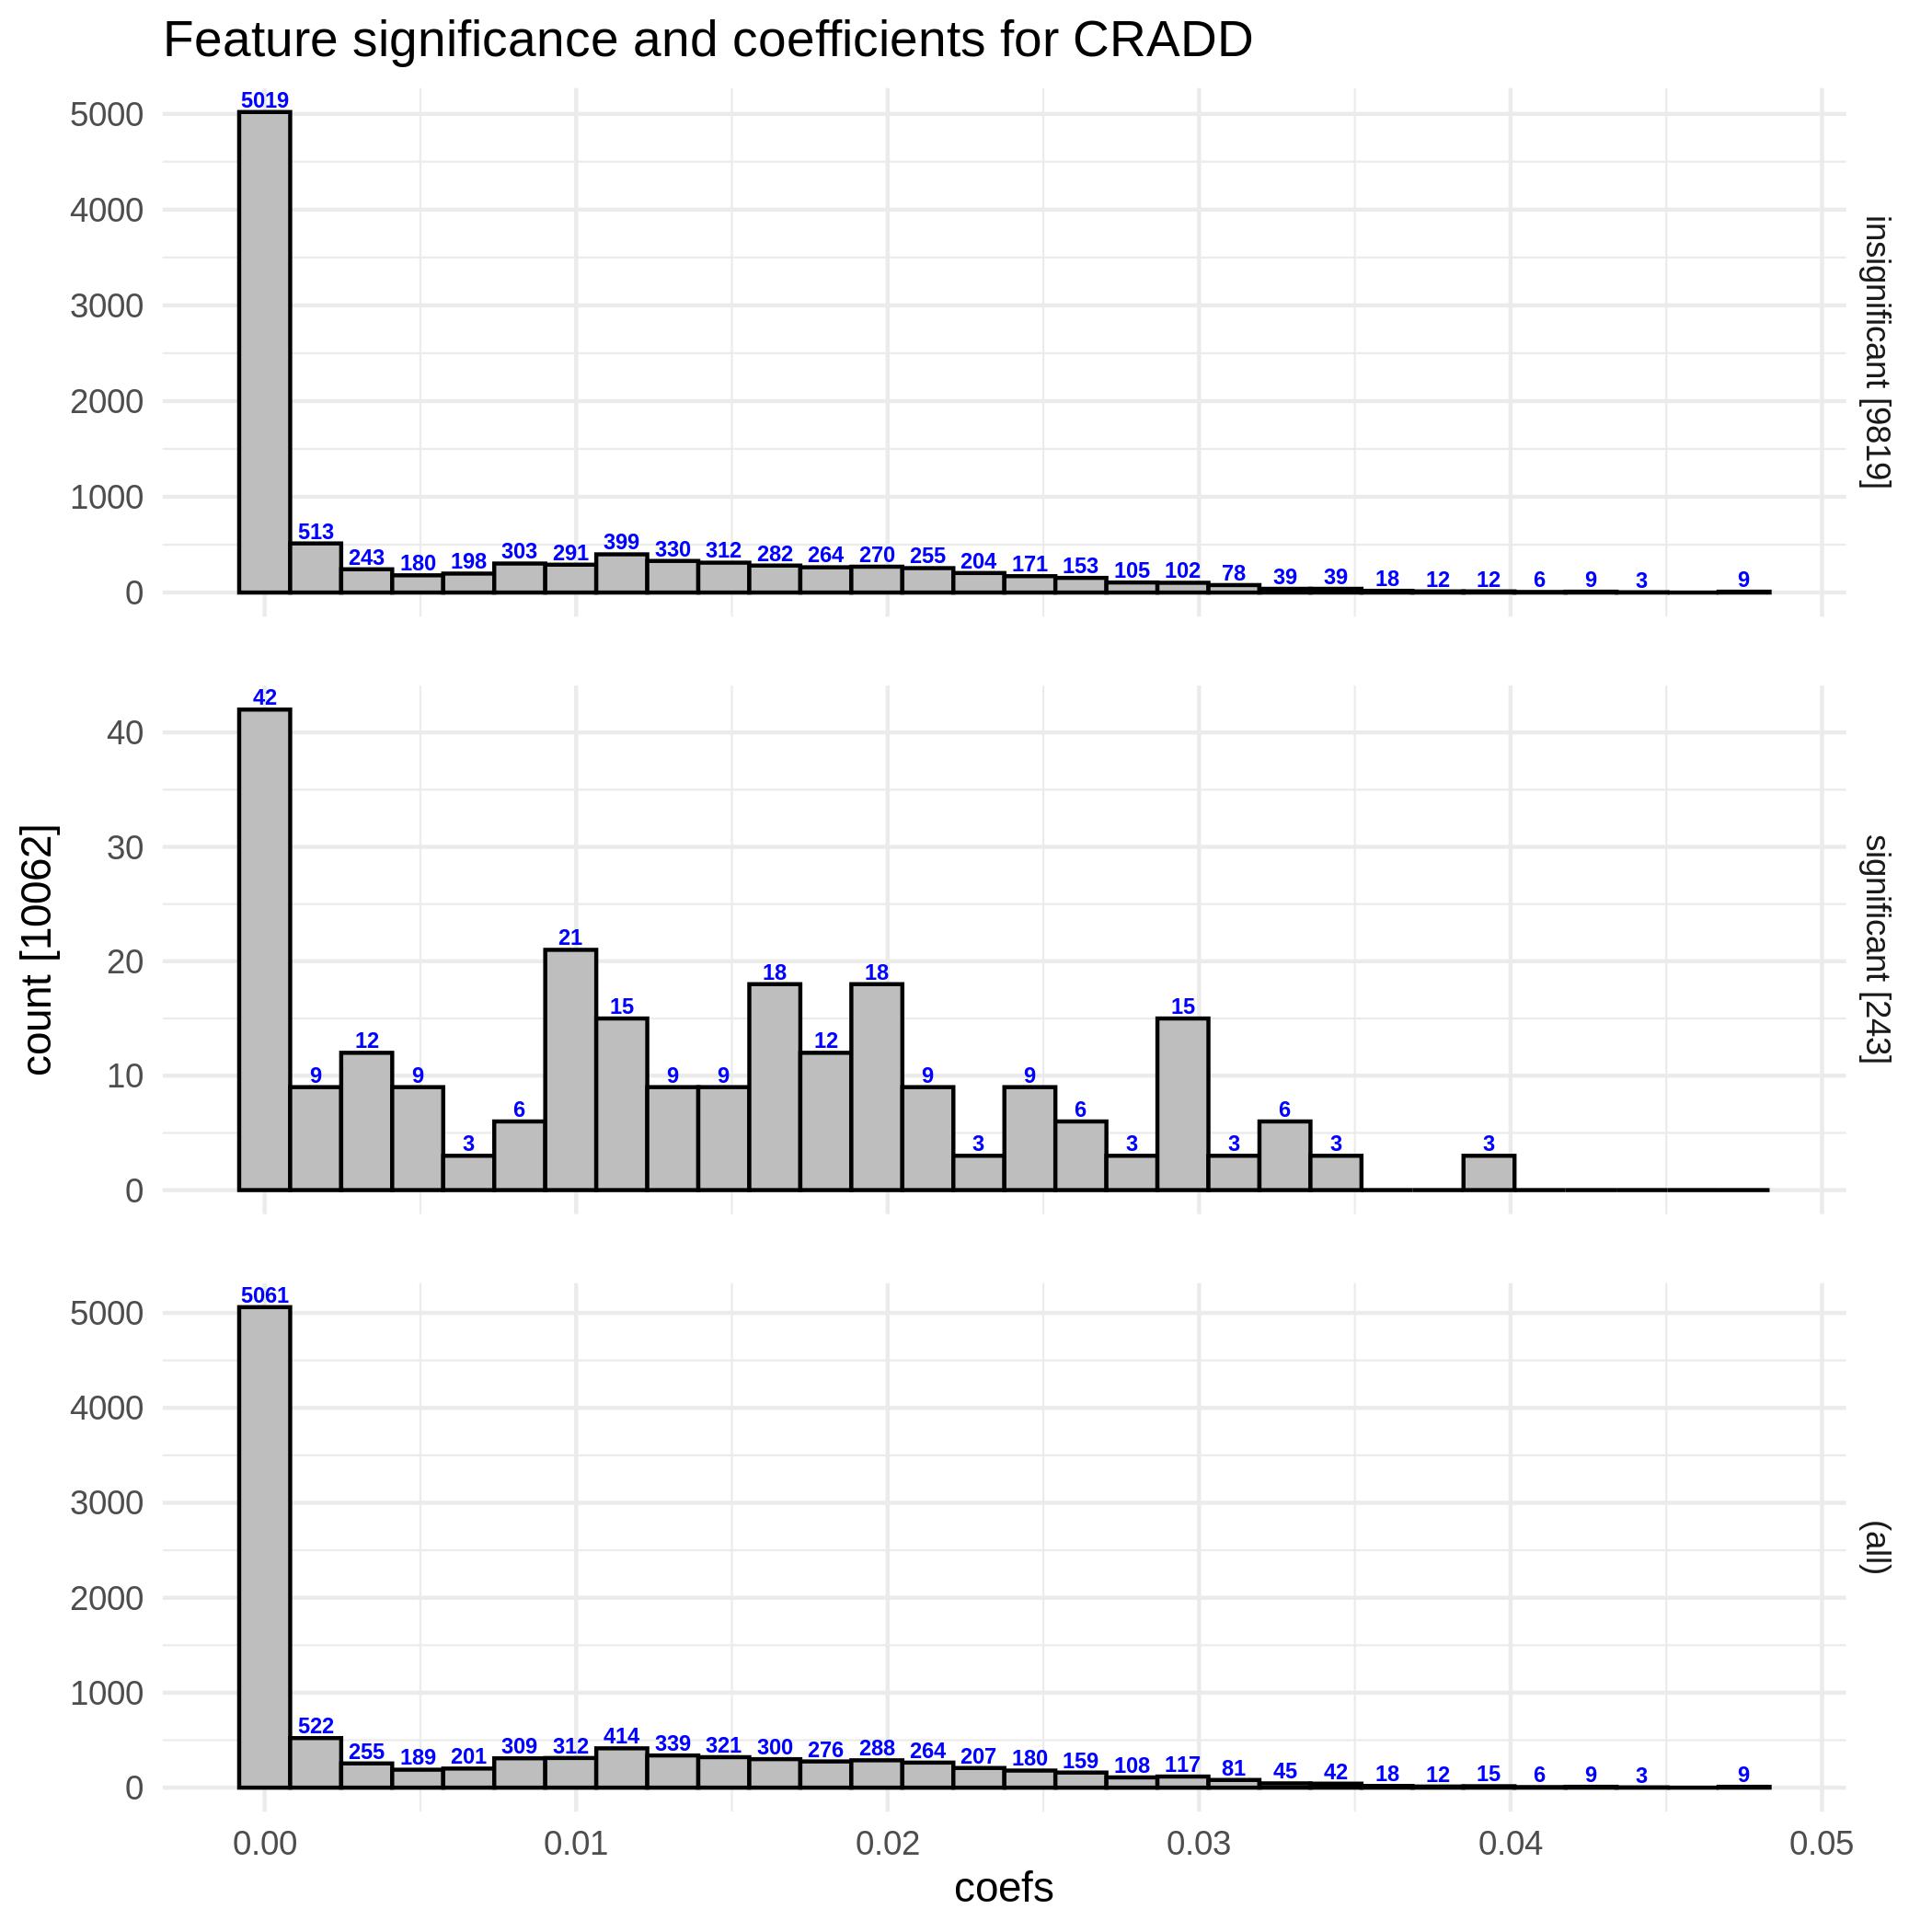 Feature significance and coefficients for CRADD
5019
5000
4000
3000
2000
1000
0
513 243 180 198 303 291 399 330 312 282 264 270 255 204 171 153 105 102 78 39 39 18 12 12 6 9 3 9
insignificant [9819]
42
40
30
20
10
0
9 12 9 3 6 21 15 9 9 18 12 18 9 3 9 6 3 15 3 6 3 3
significant [243]
count [10062]
5061
5000
4000
3000
2000
1000
0
522 255 189 201 309 312 414 339 321 300 276 288 264 207 180 159 108 117 81 45 42 18 12 15 6 9 3 9
(all)
0.00 0.01 0.02 0.03 0.04 0.05
coefs